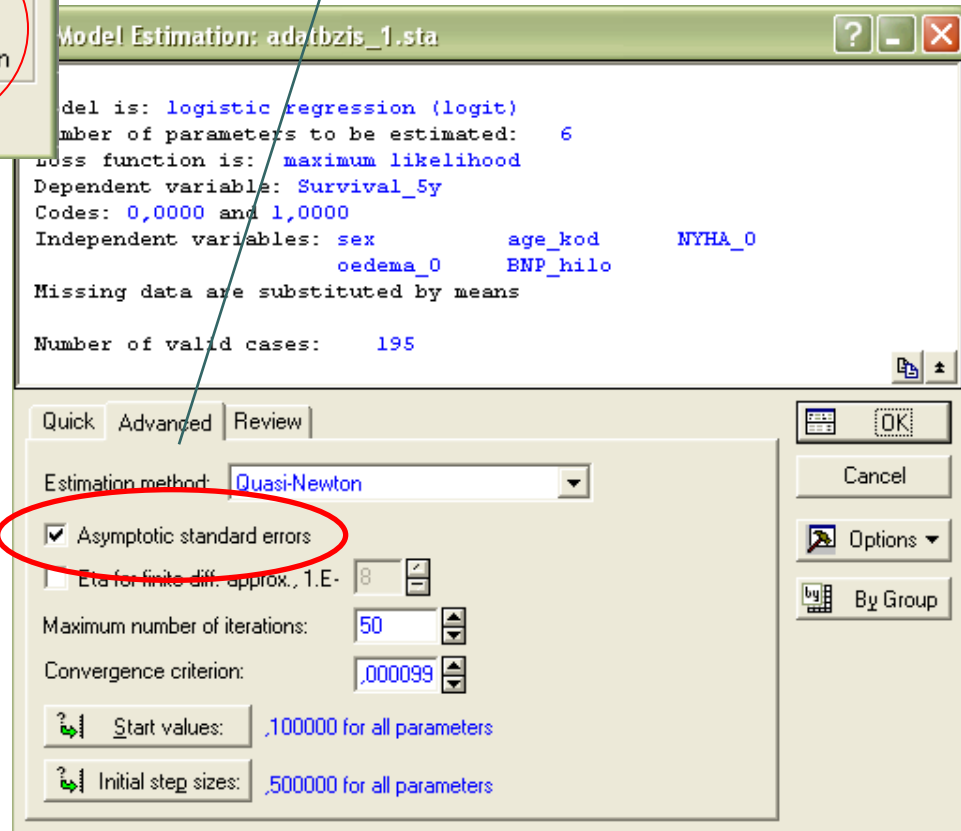 n
Model Estimation: adatbzis_1.sta
del is: logistic regression (logit)
mber of parameters to be estimated: 6
Loss function is: maximum likelihood
Dependent variable: Survival_5y
Codes: 0,0000 and 1,0000
Independent variables: sex age_kod NYHA_0
oedema_0 BNP_hilo
Missing data are substituted by means
Number of valid cases: 195
Quick Advanced Review
OK
Estimation method: Quasi-Newton
Cancel
Asymptotic standard errors
Options
Eta for finite diff. approx., 1.E- 8
By Group
Maximum number of iterations: 50
Convergence criterion: ,000099
Start values: ,100000 for all parameters
Initial step sizes: ,500000 for all parameters